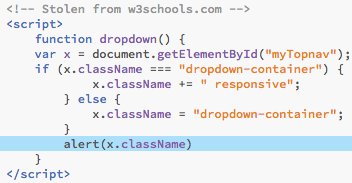 <!-- Stolen from w3schools.com -->
<script>
    function dropdown() {
    var x = document.getElementById("myTopnav");
    if (x.className === "dropdown-container") {
            x.className += " responsive";
        } else {
            x.className = "dropdown-container";
        }
        alert(x.className)
    }
</script>